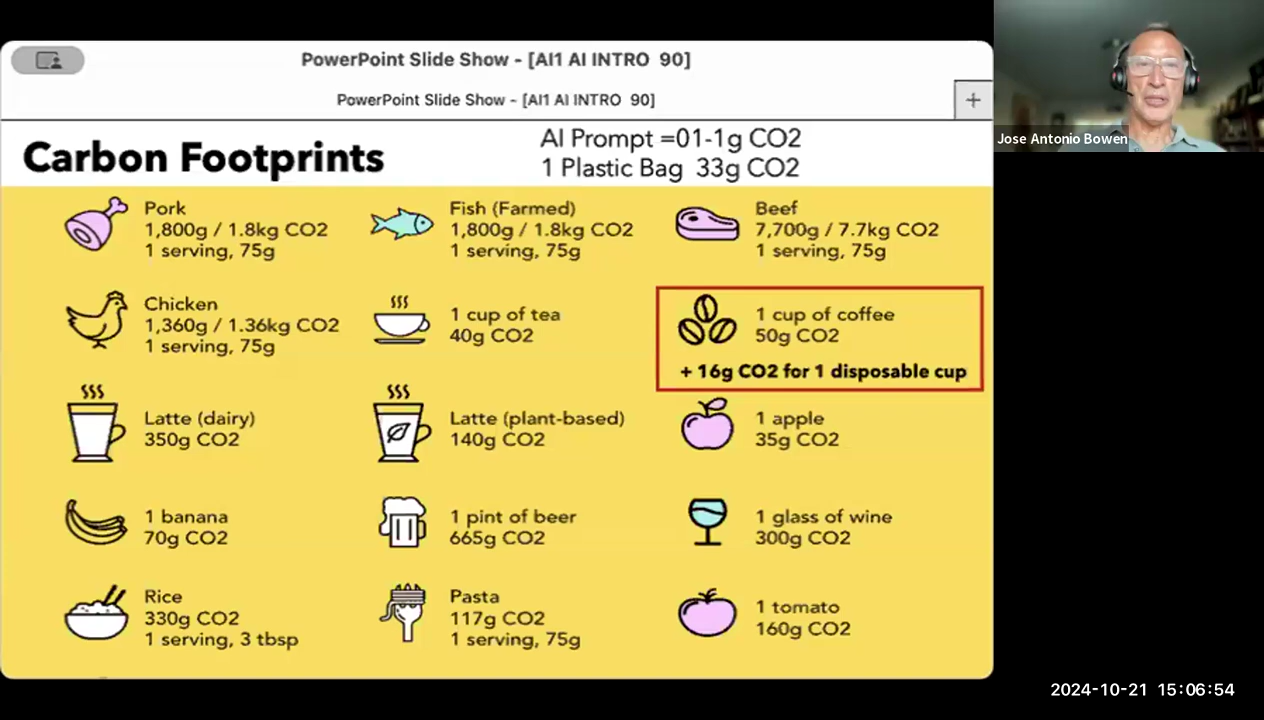 PowerPoint Slide Show - [AI1 AI INTRO  90]
PowerPoint Slide Show - [AI1 AI INTRO  90]
+
Carbon Footprints
AI Prompt =01-1g CO2
1 Plastic Bag  33g CO2
Jose Antonio Bowen
Pork
1,800g / 1.8kg CO2
1 serving, 75g
Fish (Farmed)
1,800g / 1.8kg CO2
1 serving, 75g
Beef
7,700g / 7.7kg CO2
1 serving, 75g
Chicken
1,360g / 1.36kg CO2
1 serving, 75g
1 cup of tea
40g CO2
1 cup of coffee
50g CO2
+ 16g CO2 for 1 disposable cup
Latte (dairy)
350g CO2
Latte (plant-based)
140g CO2
1 apple
35g CO2
1 banana
70g CO2
1 pint of beer
665g CO2
1 glass of wine
300g CO2
Rice
330g CO2
1 serving, 3 tbsp
Pasta
117g CO2
1 serving, 75g
1 tomato
160g CO2
2024-10-21 15:06:54